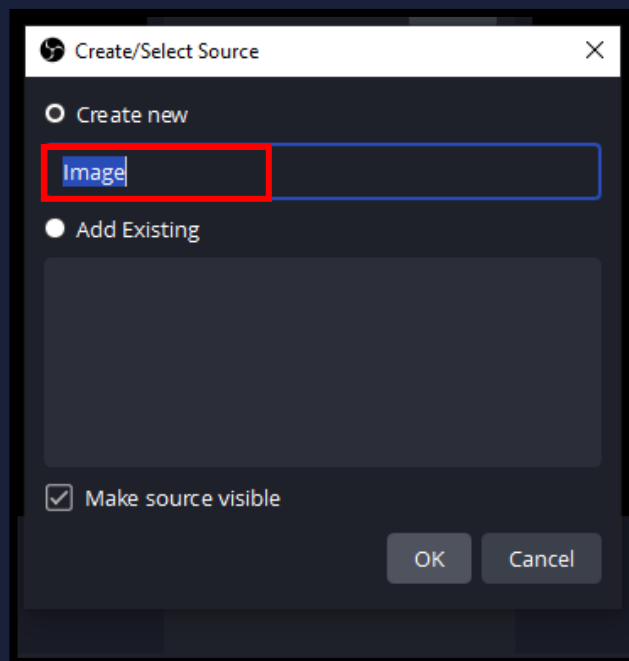 Create/Select Source
Create new
Image
Add Existing
Make source visible
OK Cancel